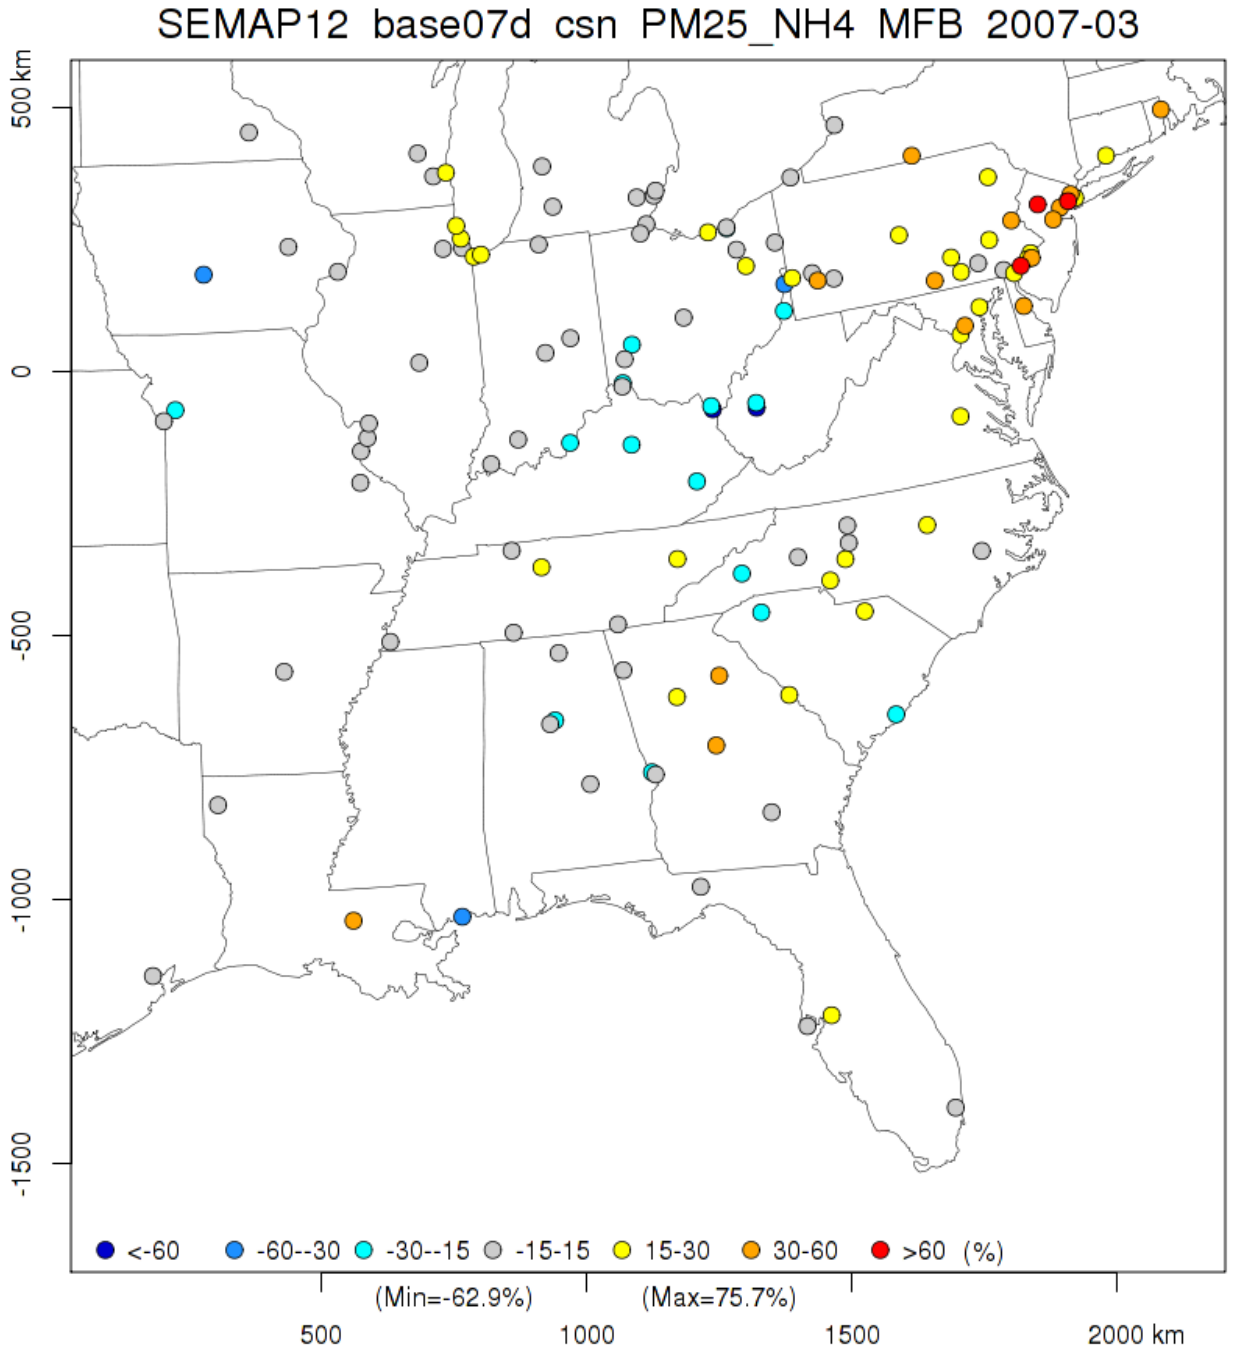 SEMAP12 base07d csn PM25_NH4 MFB 2007-03
500 km
0
-500
-1000
-1500
<-60 -60--30 -30--15 -15-15 15-30 30-60 >60 (%)
(Min=-62.9%) (Max=75.7%)
500 1000 1500 2000 km